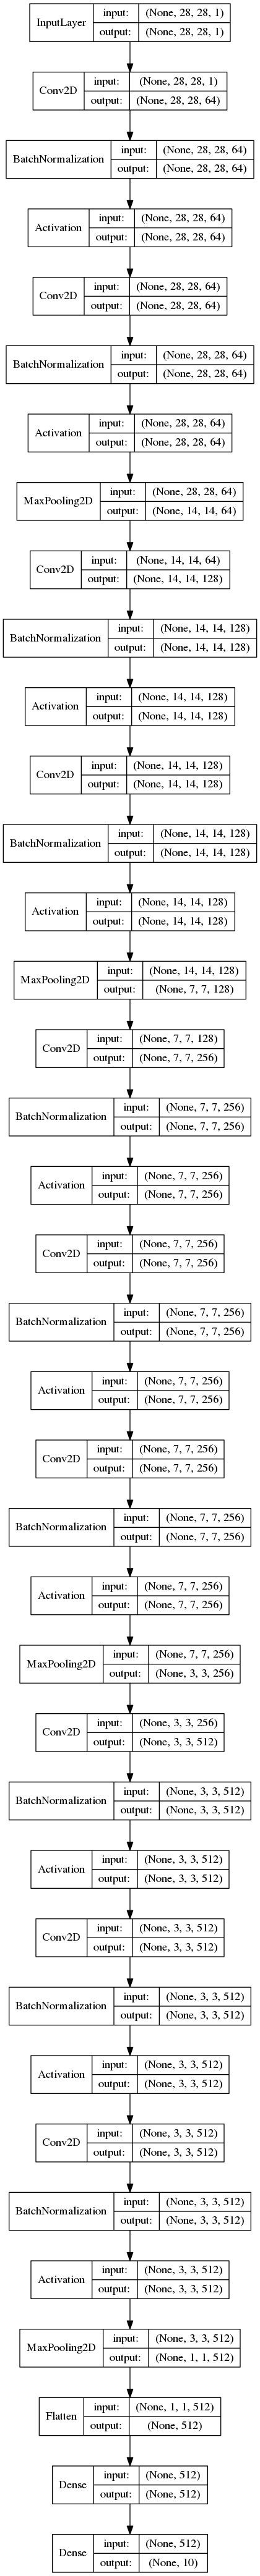 InputLayer
input: (None, 28, 28, 1)
output: (None, 28, 28, 1)
Conv2D
input: (None, 28, 28, 1)
output: (None, 28, 28, 64)
BatchNormalization
input: (None, 28, 28, 64)
output: (None, 28, 28, 64)
Activation
input: (None, 28, 28, 64)
output: (None, 28, 28, 64)
Conv2D
input: (None, 28, 28, 64)
output: (None, 28, 28, 64)
BatchNormalization
input: (None, 28, 28, 64)
output: (None, 28, 28, 64)
Activation
input: (None, 28, 28, 64)
output: (None, 28, 28, 64)
MaxPooling2D
input: (None, 28, 28, 64)
output: (None, 14, 14, 64)
Conv2D
input: (None, 14, 14, 64)
output: (None, 14, 14, 128)
BatchNormalization
input: (None, 14, 14, 128)
output: (None, 14, 14, 128)
Activation
input: (None, 14, 14, 128)
output: (None, 14, 14, 128)
Conv2D
input: (None, 14, 14, 128)
output: (None, 14, 14, 128)
BatchNormalization
input: (None, 14, 14, 128)
output: (None, 14, 14, 128)
Activation
input: (None, 14, 14, 128)
output: (None, 14, 14, 128)
MaxPooling2D
input: (None, 14, 14, 128)
output: (None, 7, 7, 128)
Conv2D
input: (None, 7, 7, 128)
output: (None, 7, 7, 256)
BatchNormalization
input: (None, 7, 7, 256)
output: (None, 7, 7, 256)
Activation
input: (None, 7, 7, 256)
output: (None, 7, 7, 256)
Conv2D
input: (None, 7, 7, 256)
output: (None, 7, 7, 256)
BatchNormalization
input: (None, 7, 7, 256)
output: (None, 7, 7, 256)
Activation
input: (None, 7, 7, 256)
output: (None, 7, 7, 256)
Conv2D
input: (None, 7, 7, 256)
output: (None, 7, 7, 256)
BatchNormalization
input: (None, 7, 7, 256)
output: (None, 7, 7, 256)
Activation
input: (None, 7, 7, 256)
output: (None, 7, 7, 256)
MaxPooling2D
input: (None, 7, 7, 256)
output: (None, 3, 3, 256)
Conv2D
input: (None, 3, 3, 256)
output: (None, 3, 3, 512)
BatchNormalization
input: (None, 3, 3, 512)
output: (None, 3, 3, 512)
Activation
input: (None, 3, 3, 512)
output: (None, 3, 3, 512)
Conv2D
input: (None, 3, 3, 512)
output: (None, 3, 3, 512)
BatchNormalization
input: (None, 3, 3, 512)
output: (None, 3, 3, 512)
Activation
input: (None, 3, 3, 512)
output: (None, 3, 3, 512)
Conv2D
input: (None, 3, 3, 512)
output: (None, 3, 3, 512)
BatchNormalization
input: (None, 3, 3, 512)
output: (None, 3, 3, 512)
Activation
input: (None, 3, 3, 512)
output: (None, 3, 3, 512)
MaxPooling2D
input: (None, 3, 3, 512)
output: (None, 1, 1, 512)
Flatten
input: (None, 1, 1, 512)
output: (None, 512)
Dense
input: (None, 512)
output: (None, 512)
Dense
input: (None, 512)
output: (None, 10)